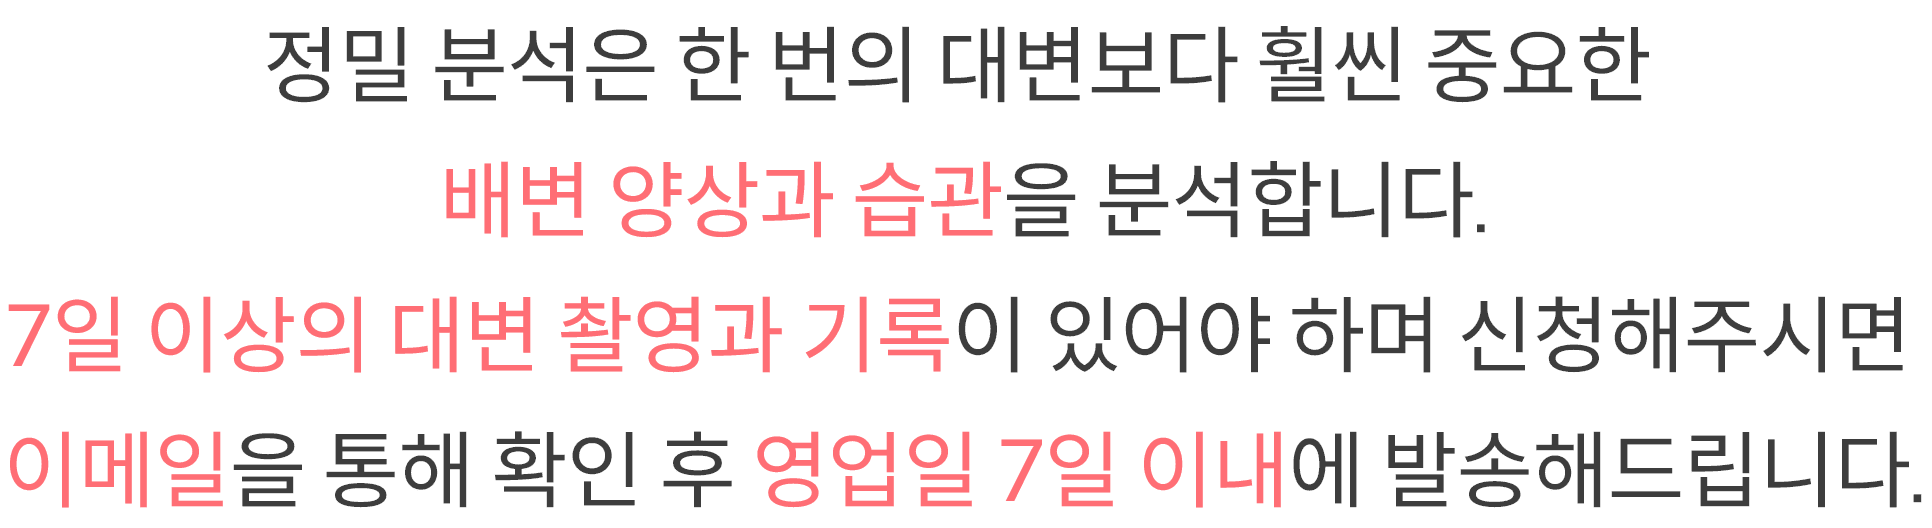 정밀 분석은 한 번의 대변보다 훨씬 중요한
배변 양상과 습관을 분석합니다.
7일 이상의 대변 촬영과 기록이 있어야 하며 신청해주시면
이메일을 통해 확인 후 영업일 7일 이내에 발송해드립니다.